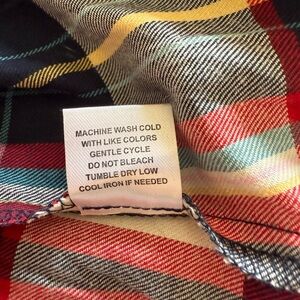 MACHINE WASH COLD
WITH LIKE COLORS
GENTLE CYCLE
DO NOT BLEACH
TUMBLE DRY LOW
COOL IRON IF NEEDED